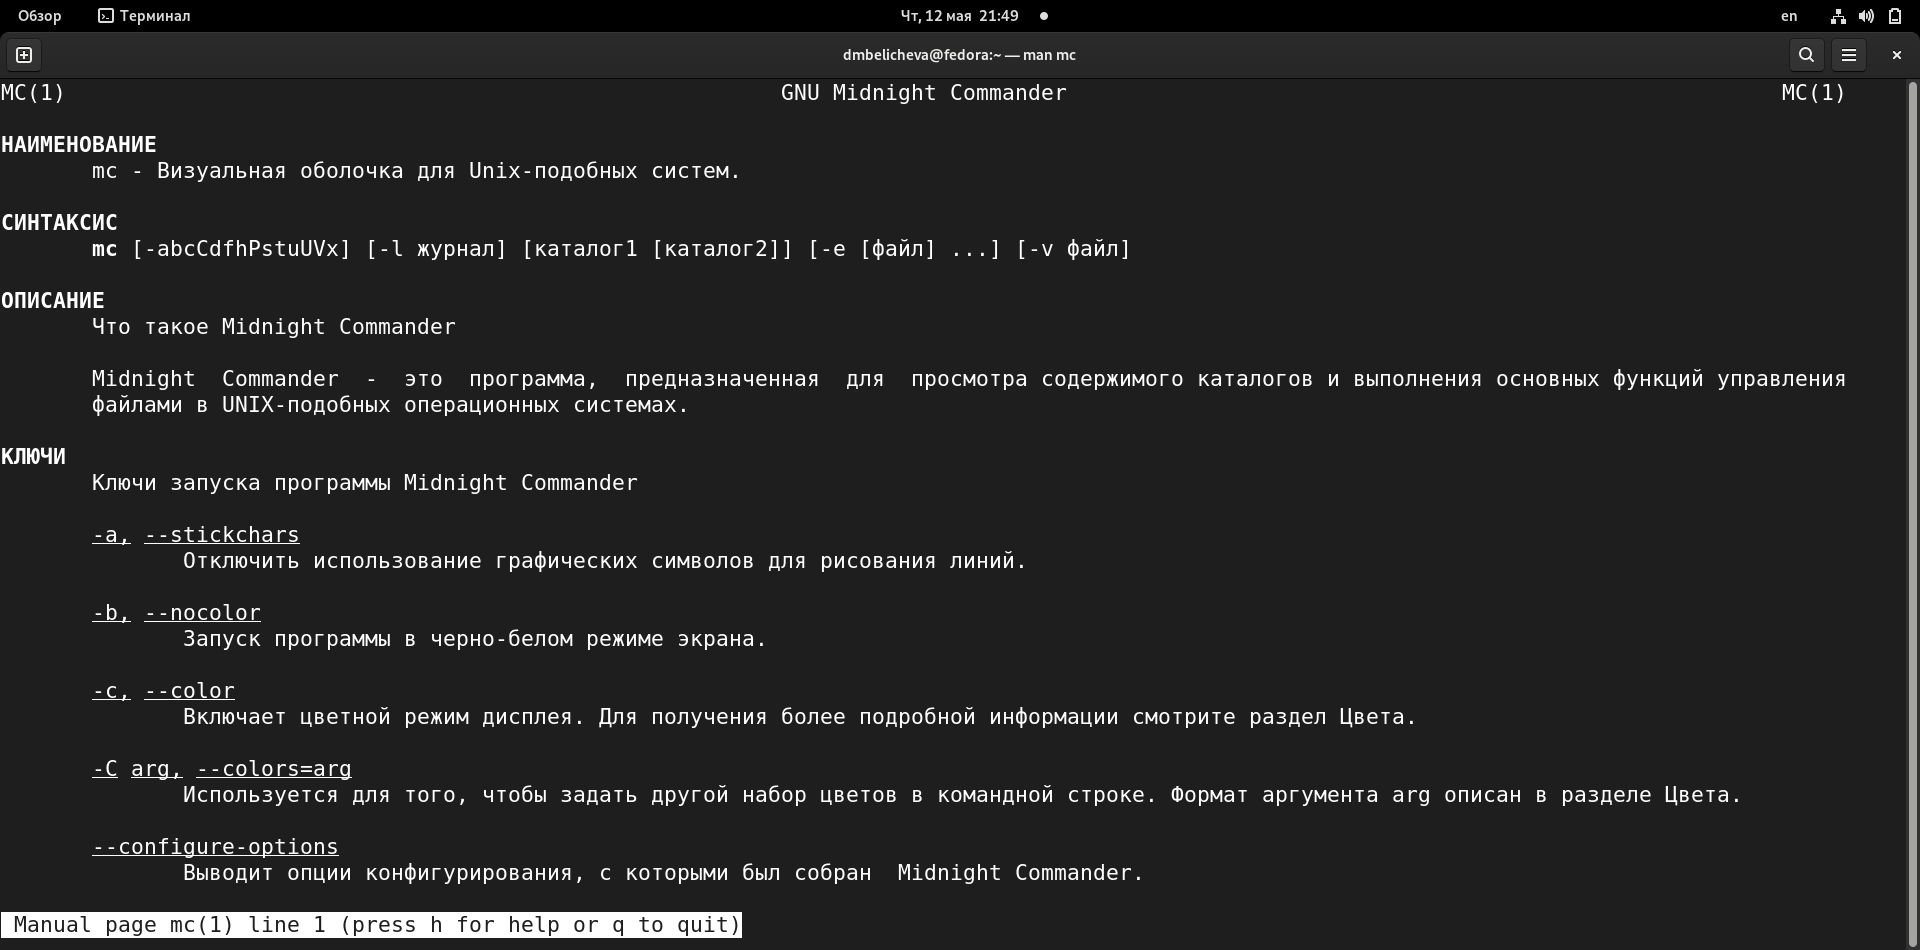 Обзор Терминал Чт, 12 мая 21:49 en
dmbelicheva@fedora:~ — man mc
MC(1) GNU Midnight Commander MC(1)
НАИМЕНОВАНИЕ
mc - Визуальная оболочка для Unix-подобных систем.
СИНТАКСИС
mc [-abcCdfhPstuUVx] [-l журнал] [каталог1 [каталог2]] [-e [файл] ...] [-v файл]
ОПИСАНИЕ
Что такое Midnight Commander
Midnight Commander - это программа, предназначенная для просмотра содержимого каталогов и выполнения основных функций управления
файлами в UNIX-подобных операционных системах.
КЛЮЧИ
Ключи запуска программы Midnight Commander
-a, --stickchars
Отключить использование графических символов для рисования линий.
-b, --nocolor
Запуск программы в черно-белом режиме экрана.
-c, --color
Включает цветной режим дисплея. Для получения более подробной информации смотрите раздел Цвета.
-C arg, --colors=arg
Используется для того, чтобы задать другой набор цветов в командной строке. Формат аргумента arg описан в разделе Цвета.
--configure-options
Выводит опции конфигурирования, с которыми был собран  Midnight Commander.
Manual page mc(1) line 1 (press h for help or q to quit)